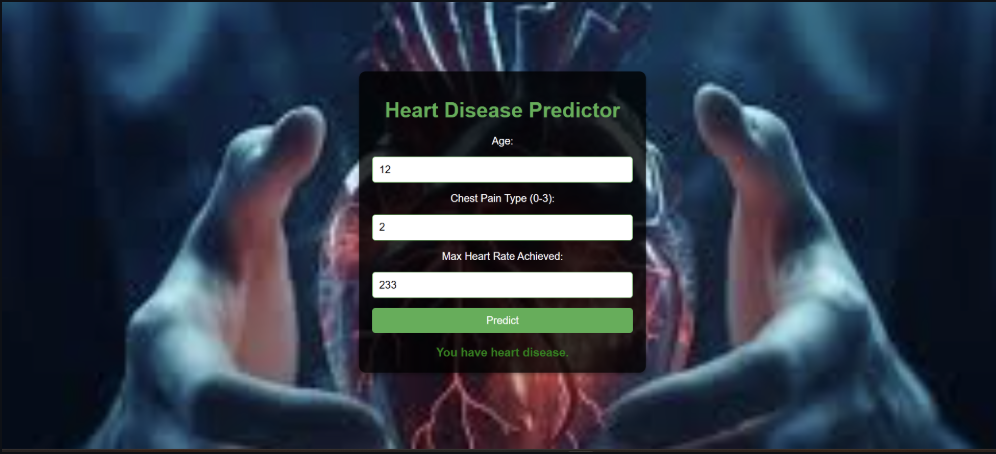 Heart Disease Predictor
Age:
12
Chest Pain Type (0-3):
2
Max Heart Rate Achieved:
233
Predict
You have heart disease.